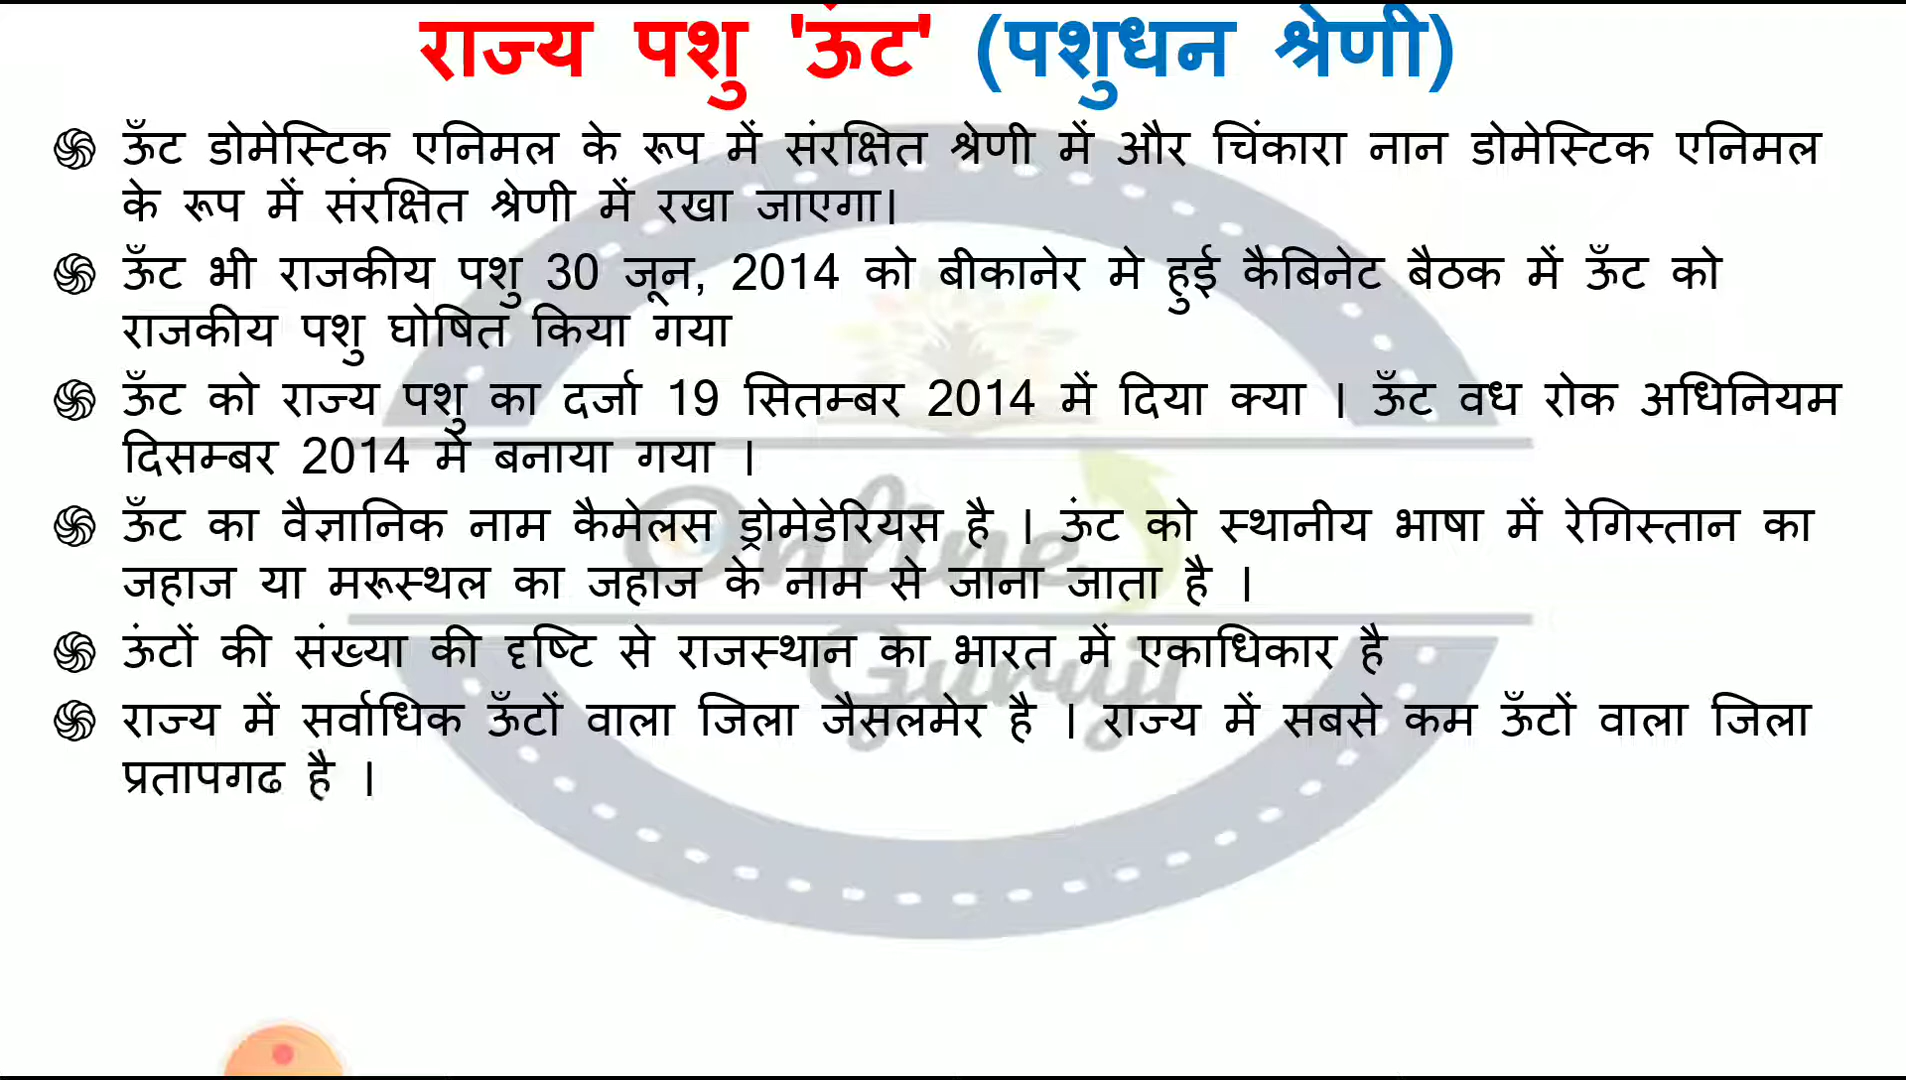 राज्य पशु 'ऊंट' (पशुधन श्रेणी)
ऊँट डोमेस्टिक एनिमल के रूप में संरक्षित श्रेणी में और चिंकारा नान डोमेस्टिक एनिमल
के रूप में संरक्षित श्रेणी में रखा जाएगा।
ऊँट भी राजकीय पशु 30 जून, 2014 को बीकानेर मे हुई कैबिनेट बैठक में ऊँट को
राजकीय पशु घोषित किया गया
ऊँट को राज्य पशु का दर्जा 19 सितम्बर 2014 में दिया क्या । ऊँट वध रोक अधिनियम
दिसम्बर 2014 में बनाया गया ।
ऊँट का वैज्ञानिक नाम कैमेलस ड्रोमेडेरियस है । ऊंट को स्थानीय भाषा में रेगिस्तान का
जहाज या मरूस्थल का जहाज के नाम से जाना जाता है ।
ऊंटों की संख्या की दृष्टि से राजस्थान का भारत में एकाधिकार है
राज्य में सर्वाधिक ऊँटों वाला जिला जैसलमेर है । राज्य में सबसे कम ऊँटों वाला जिला
प्रतापगढ है ।
Online
Guruji